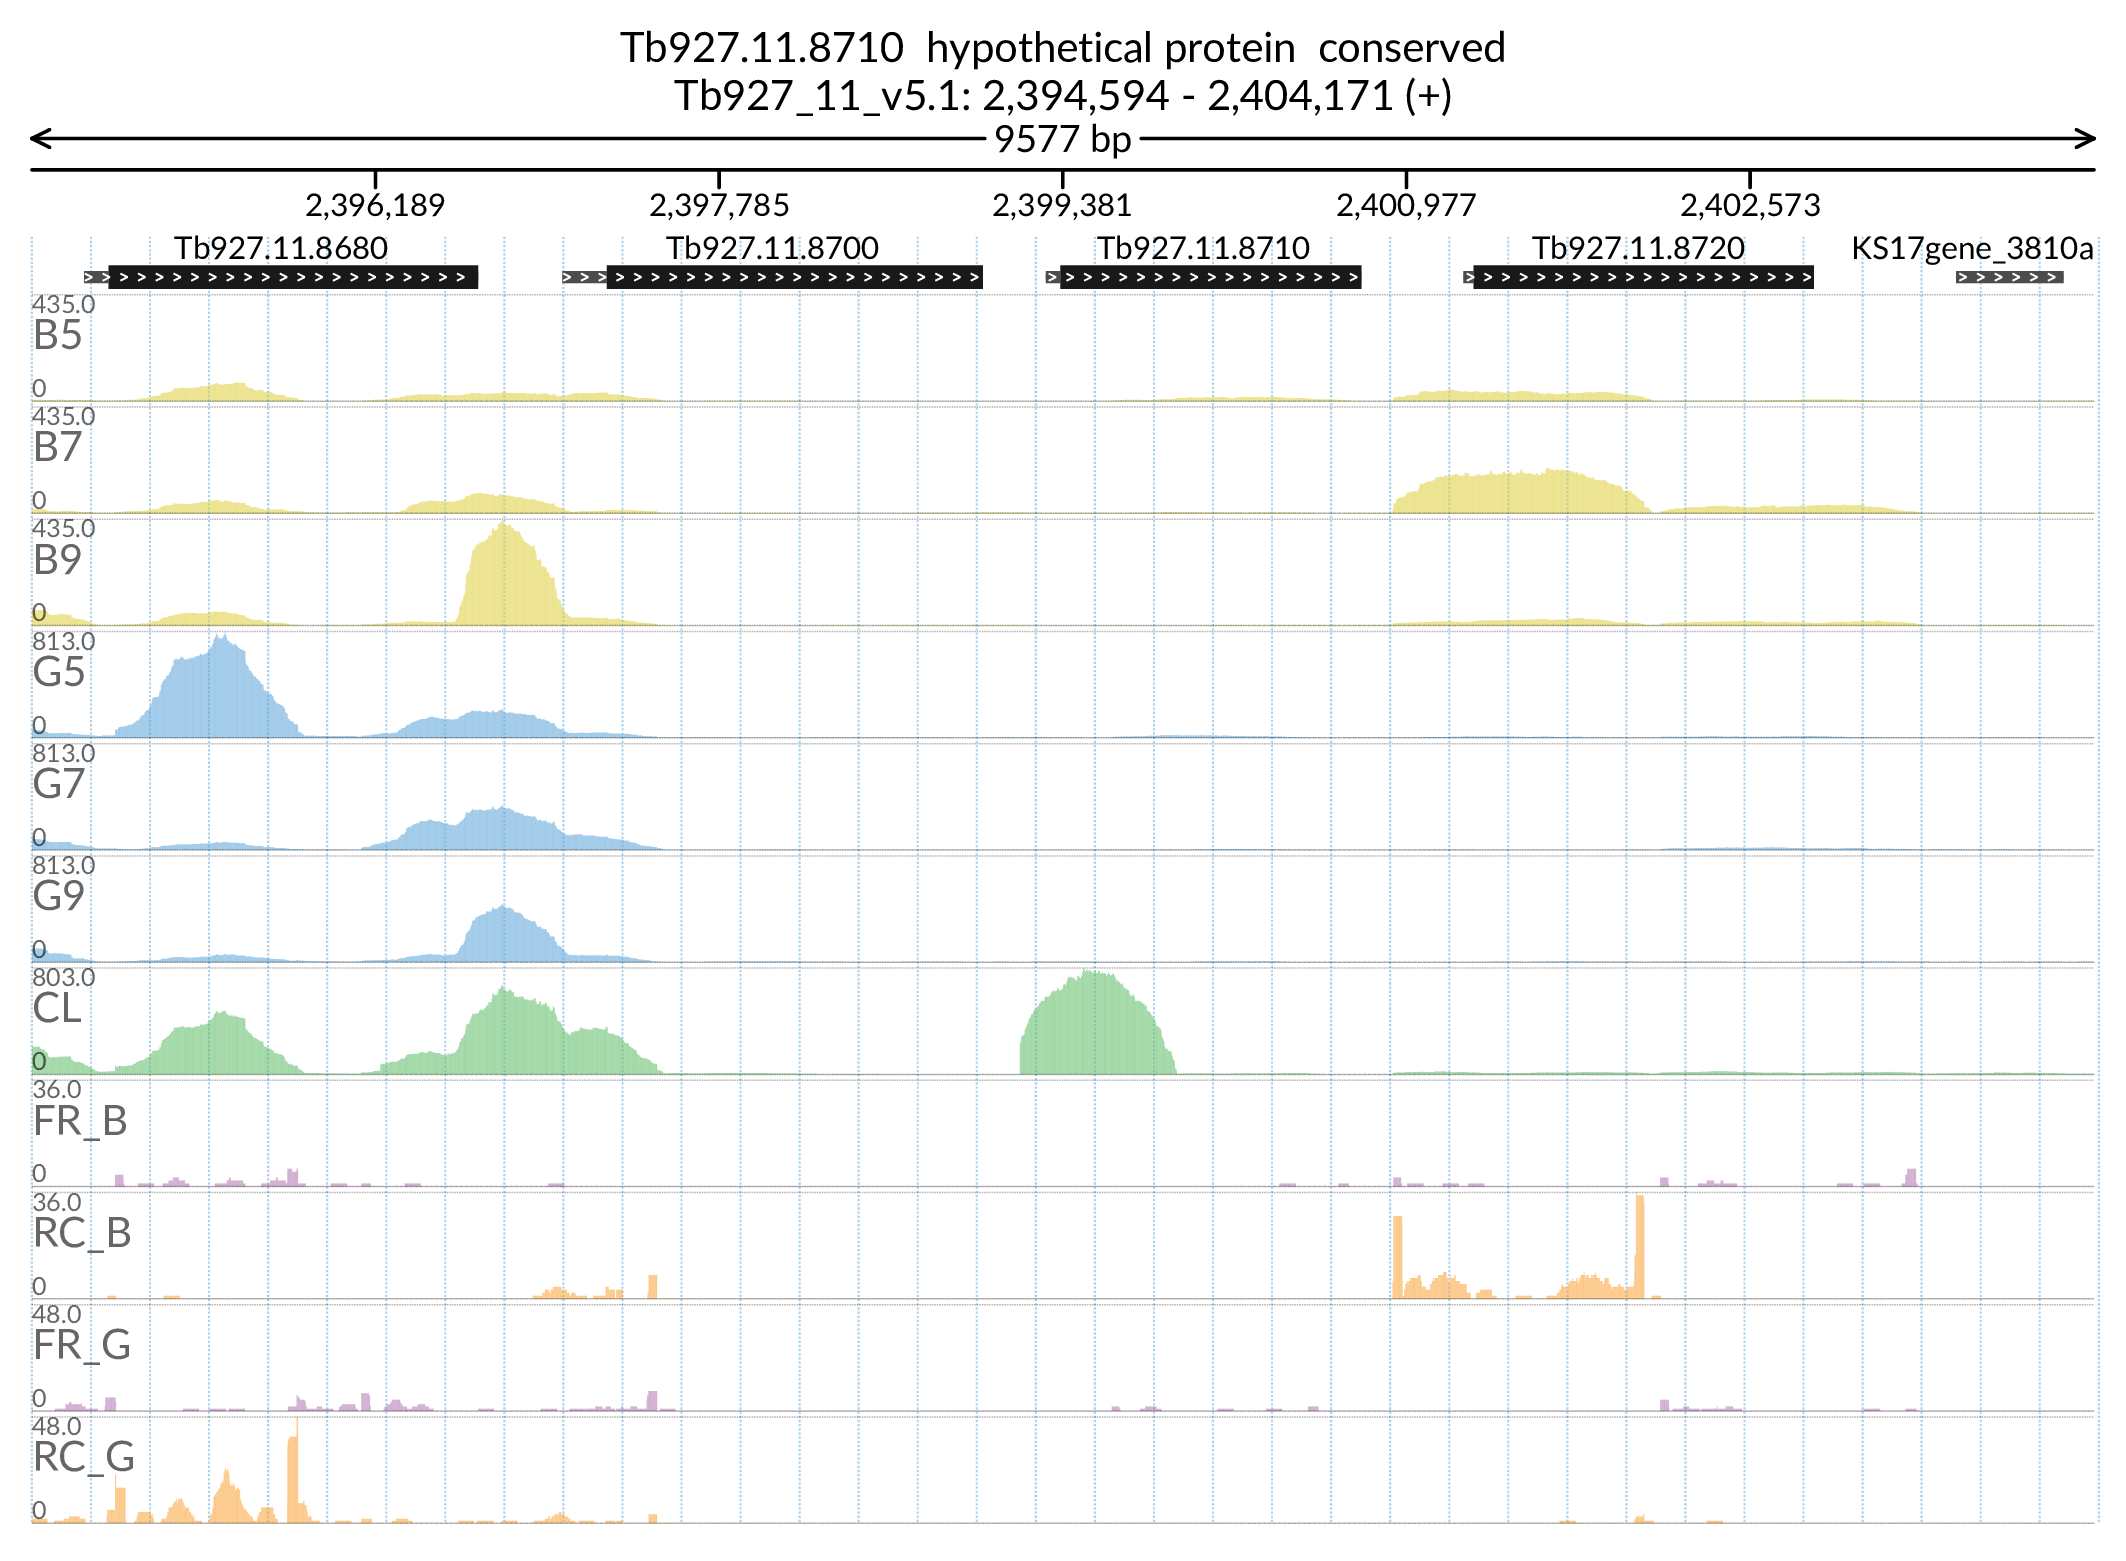 Tb927.11.8710 hypothetical protein conserved
Tb927_11_v5.1: 2,394,594 - 2,404,171 (+)
9577 bp
2,396,189 2,397,785 2,399,381 2,400,977 2,402,573
Tb927.11.8680 Tb927.11.8700 Tb927.11.8710 Tb927.11.8720 KS17gene_3810a
435.0
B5
0
435.0
B7
0
435.0
B9
0
813.0
G5
0
813.0
G7
0
813.0
G9
0
803.0
CL
0
36.0
FR_B
0
36.0
RC_B
0
48.0
FR_G
0
48.0
RC_G
0